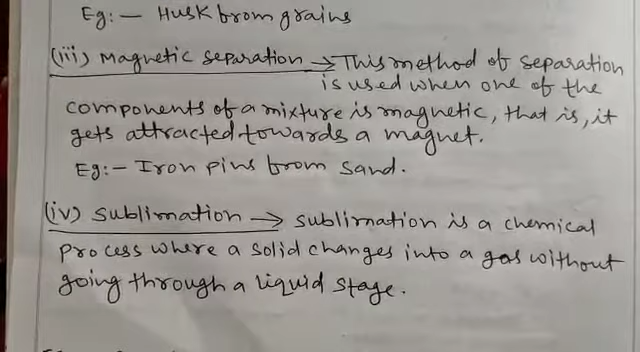 Eg:- Husk from grains
(iii) Magnetic separation → This method of separation
is used when one of the
components of a mixture is magnetic, that is, it
gets attracted towards a magnet.
Eg:- Iron pins from sand.
(iv) sublimation → sublimation is a chemical
process where a solid changes into a gas without
going through a liquid stage.